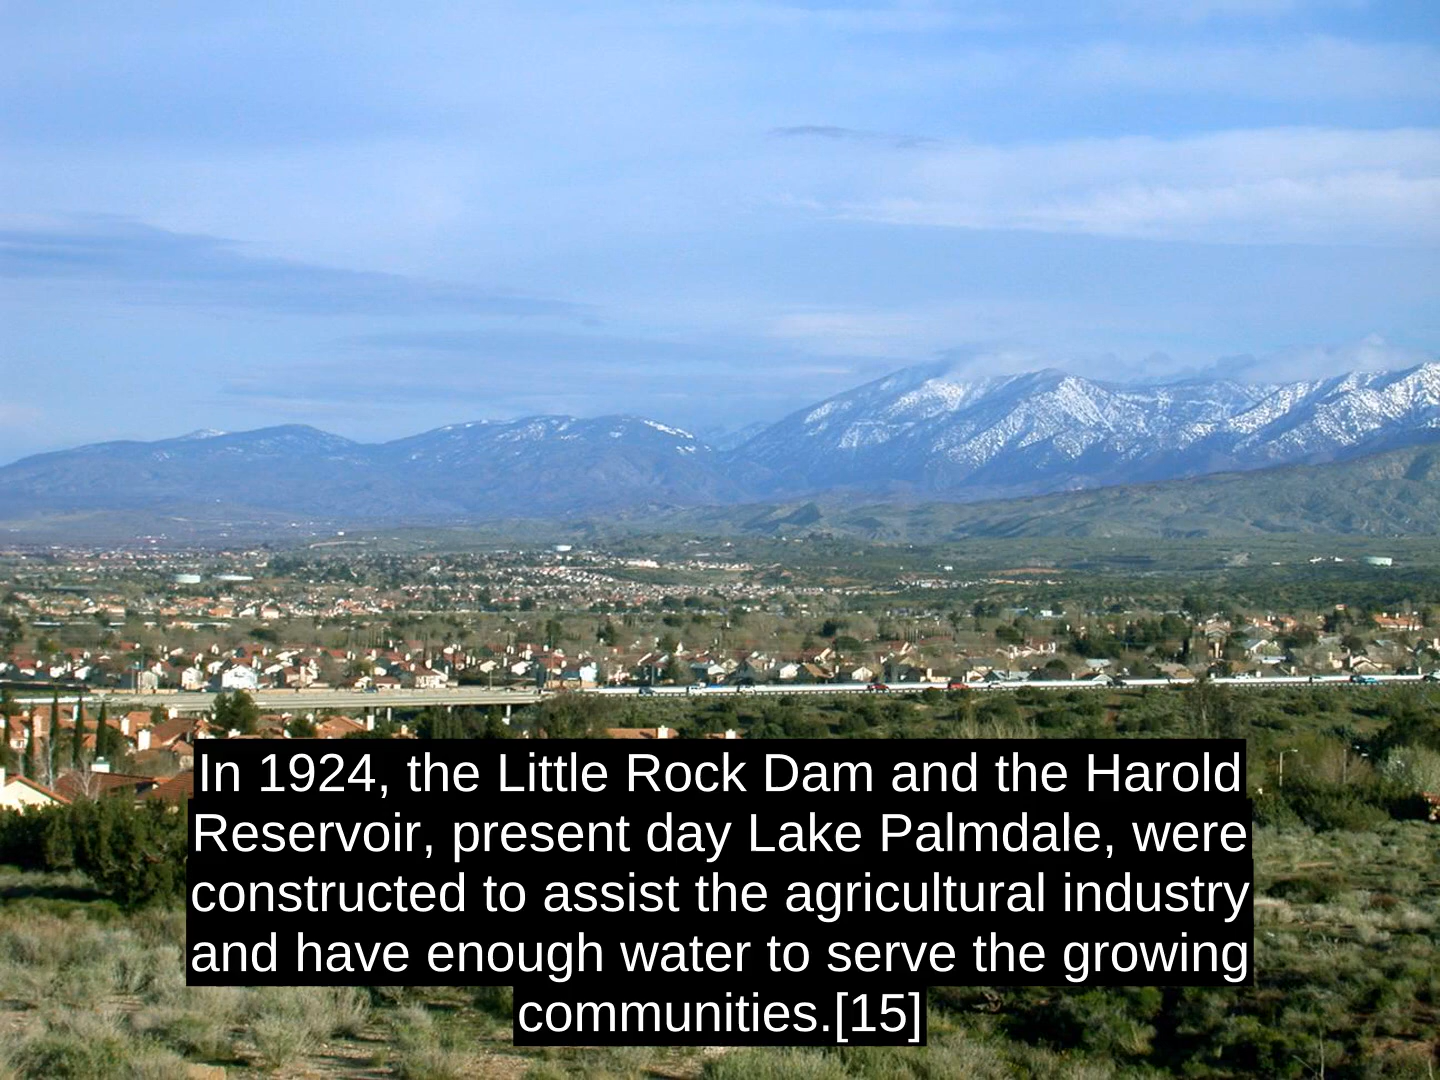 In 1924, the Little Rock Dam and the Harold
Reservoir, present day Lake Palmdale, were
constructed to assist the agricultural industry
and have enough water to serve the growing
communities.[15]